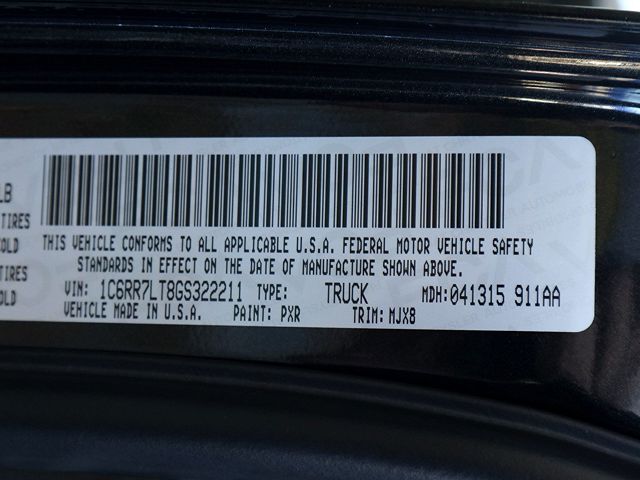 LB
TIRES
OLD
TIRES
OLD
THIS VEHICLE CONFORMS TO ALL APPLICABLE U.S.A. FEDERAL MOTOR VEHICLE SAFETY
STANDARDS IN EFFECT ON THE DATE OF MANUFACTURE SHOWN ABOVE.
VIN: 1C6RR7LT8GS322211 TYPE: TRUCK MDH:041315 911AA
VEHICLE MADE IN U.S.A. PAINT: PXR TRIM: MJX8